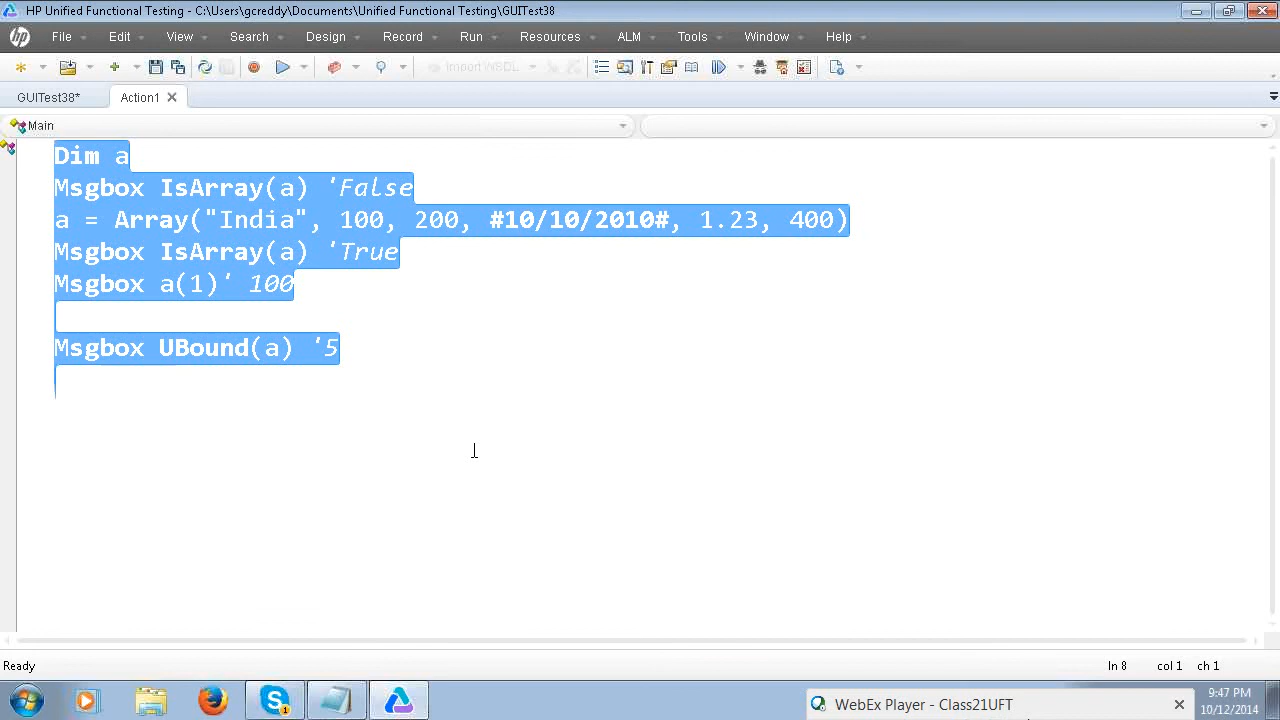 HP Unified Functional Testing - C:\Users\gcreddy\Documents\Unified Functional Testing\GUITest38
hp File Edit View Search Design Record Run Resources ALM Tools Window Help
Import WSDL
GUITest38* Action1
Main
Dim a
Msgbox IsArray(a) 'False
a = Array("India", 100, 200, #10/10/2010#, 1.23, 400)
Msgbox IsArray(a) 'True
Msgbox a(1)' 100
Msgbox UBound(a) '5
Ready ln 8 col 1 ch 1
S 1 WebEx Player - Class21UFT 9:47 PM
10/12/2014